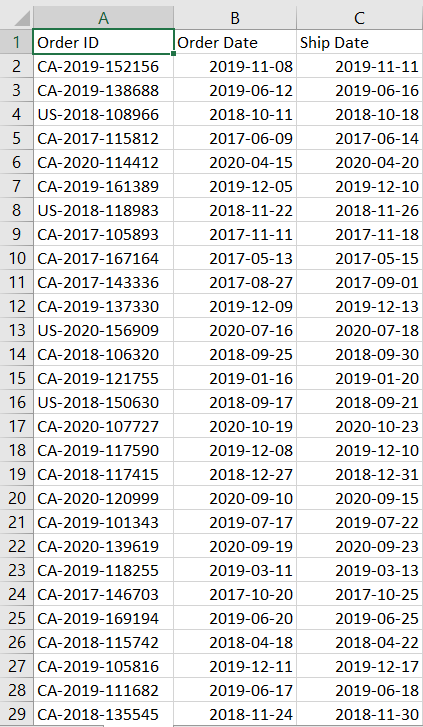 A B C
1 Order ID Order Date Ship Date
2 CA-2019-152156 2019-11-08 2019-11-11
3 CA-2019-138688 2019-06-12 2019-06-16
4 US-2018-108966 2018-10-11 2018-10-18
5 CA-2017-115812 2017-06-09 2017-06-14
6 CA-2020-114412 2020-04-15 2020-04-20
7 CA-2019-161389 2019-12-05 2019-12-10
8 US-2018-118983 2018-11-22 2018-11-26
9 CA-2017-105893 2017-11-11 2017-11-18
10 CA-2017-167164 2017-05-13 2017-05-15
11 CA-2017-143336 2017-08-27 2017-09-01
12 CA-2019-137330 2019-12-09 2019-12-13
13 US-2020-156909 2020-07-16 2020-07-18
14 CA-2018-106320 2018-09-25 2018-09-30
15 CA-2019-121755 2019-01-16 2019-01-20
16 US-2018-150630 2018-09-17 2018-09-21
17 CA-2020-107727 2020-10-19 2020-10-23
18 CA-2019-117590 2019-12-08 2019-12-10
19 CA-2018-117415 2018-12-27 2018-12-31
20 CA-2020-120999 2020-09-10 2020-09-15
21 CA-2019-101343 2019-07-17 2019-07-22
22 CA-2020-139619 2020-09-19 2020-09-23
23 CA-2019-118255 2019-03-11 2019-03-13
24 CA-2017-146703 2017-10-20 2017-10-25
25 CA-2019-169194 2019-06-20 2019-06-25
26 CA-2018-115742 2018-04-18 2018-04-22
27 CA-2019-105816 2019-12-11 2019-12-17
28 CA-2019-111682 2019-06-17 2019-06-18
29 CA-2018-135545 2018-11-24 2018-11-30